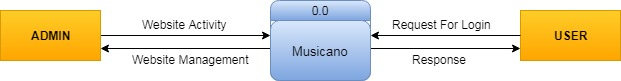 0.0
Website Activity
Request For Login
ADMIN
Musicano
USER
Website Management
Response